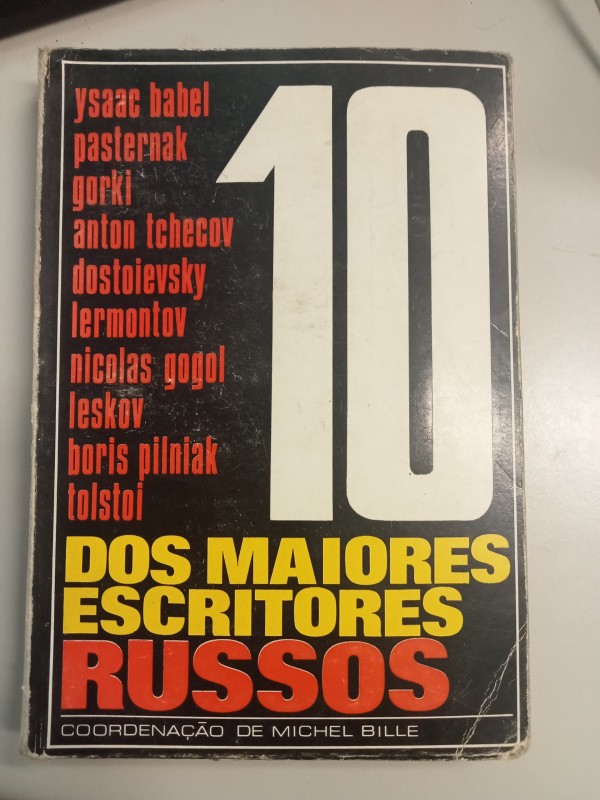 ysaac babel
pasternak
gorki
anton tchecov
dostoievsky
lermontov
nicolas gogol
leskov
boris pilniak
tolstoi
10
DOS MAIORES
ESCRITORES
RUSSOS
COORDENAÇÃO DE MICHEL BILLE